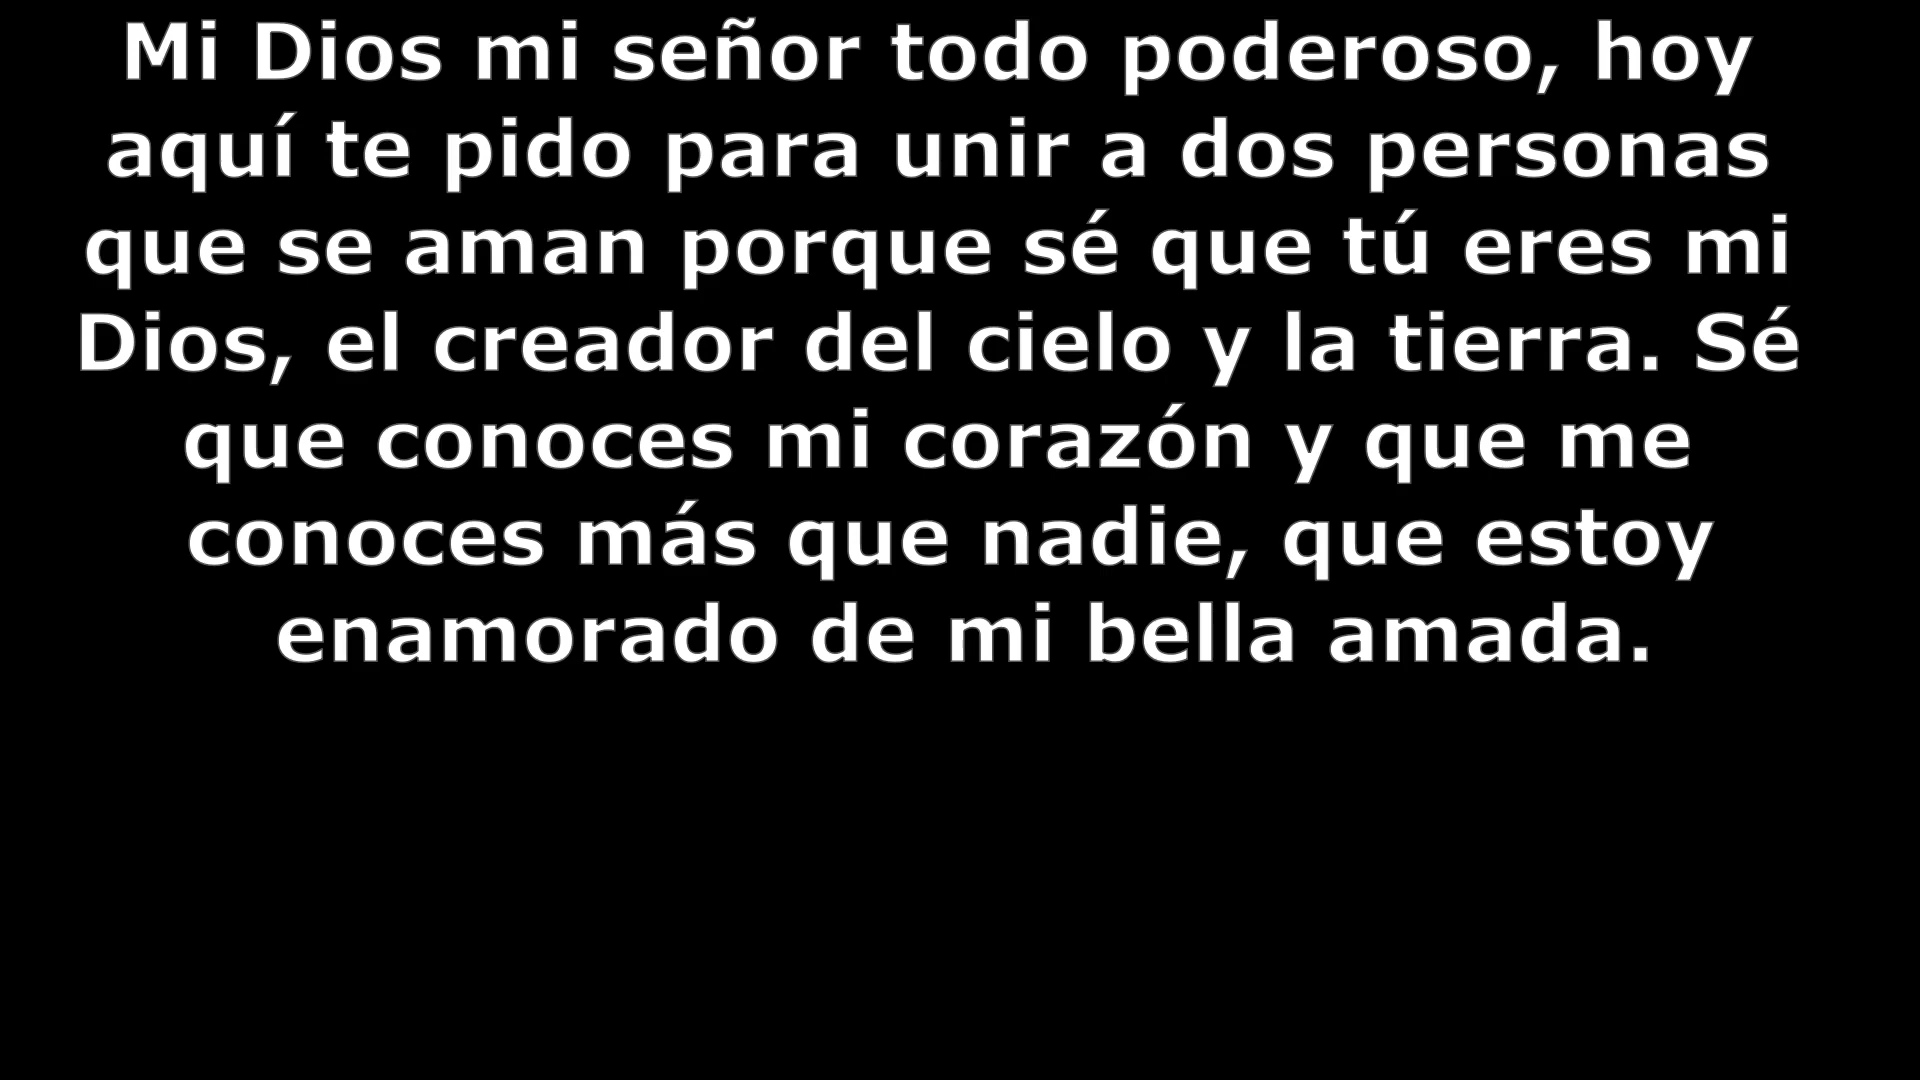 Mi Dios mi señor todo poderoso, hoy
aquí te pido para unir a dos personas
que se aman porque sé que tú eres mi
Dios, el creador del cielo y la tierra. Sé
que conoces mi corazón y que me
conoces más que nadie, que estoy
enamorado de mi bella amada.